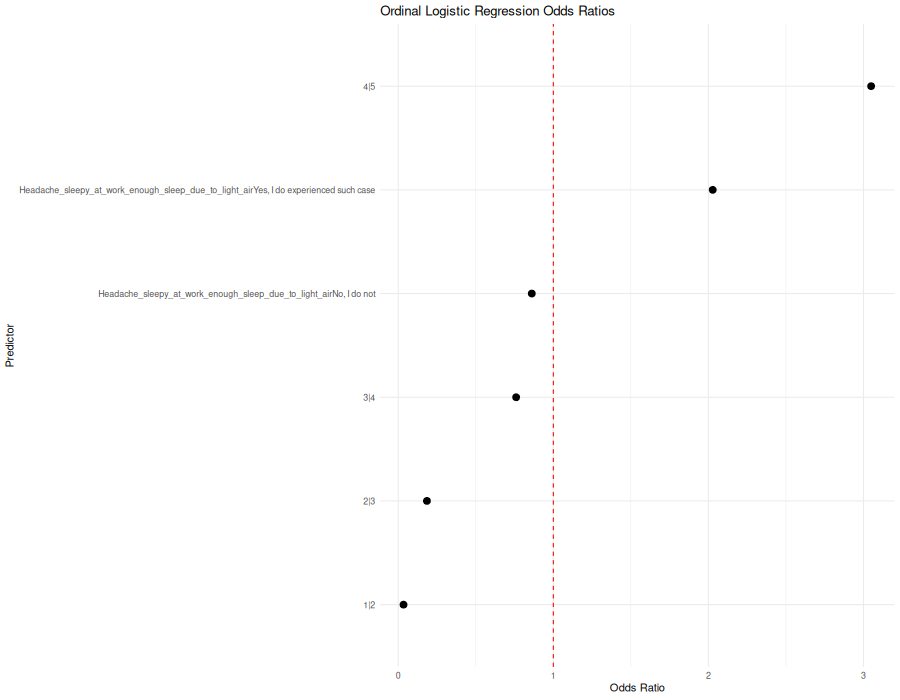 Ordinal Logistic Regression Odds Ratios
4|5
Headache_sleepy_at_work_enough_sleep_due_to_light_airYes, I do experienced such case
Headache_sleepy_at_work_enough_sleep_due_to_light_airNo, I do not
Predictor
3|4
2|3
1|2
0
1
2
3
Odds Ratio